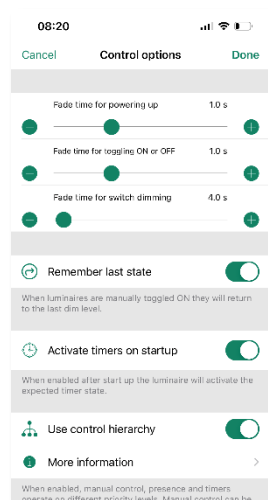 08:20
Cancel Control options Done
Fade time for powering up 1.0 s
Fade time for toggling ON or OFF 1.0 s
Fade time for switch dimming 4.0 s
Remember last state
When luminaires are manually toggled ON they will return
to the last dim level.
Activate timers on startup
When enabled after start up the luminaire will activate the
expected timer state.
Use control hierarchy
More information
When enabled, manual control, presence and timers
operate on different priority levels. Manual control can be